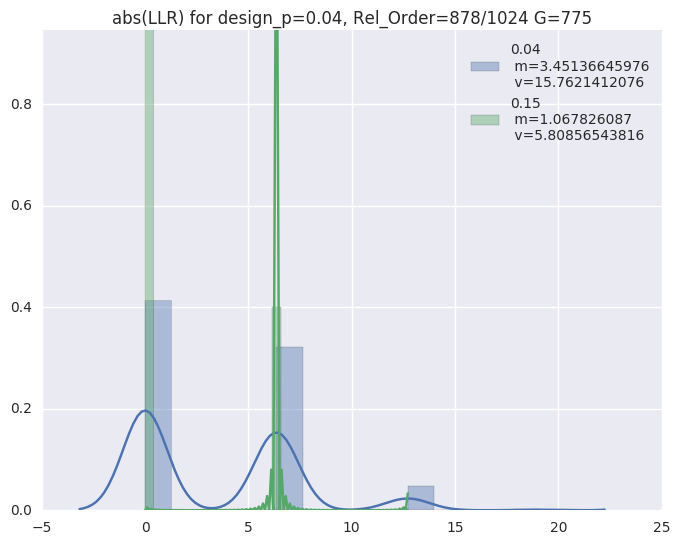 abs(LLR) for design_p=0.04, Rel_Order=878/1024 G=775
0.04
m=3.45136645976
v=15.7621412076
0.15
m=1.067826087
v=5.80856543816
0.8
0.6
0.4
0.2
0.0
−5
0
5
10
15
20
25